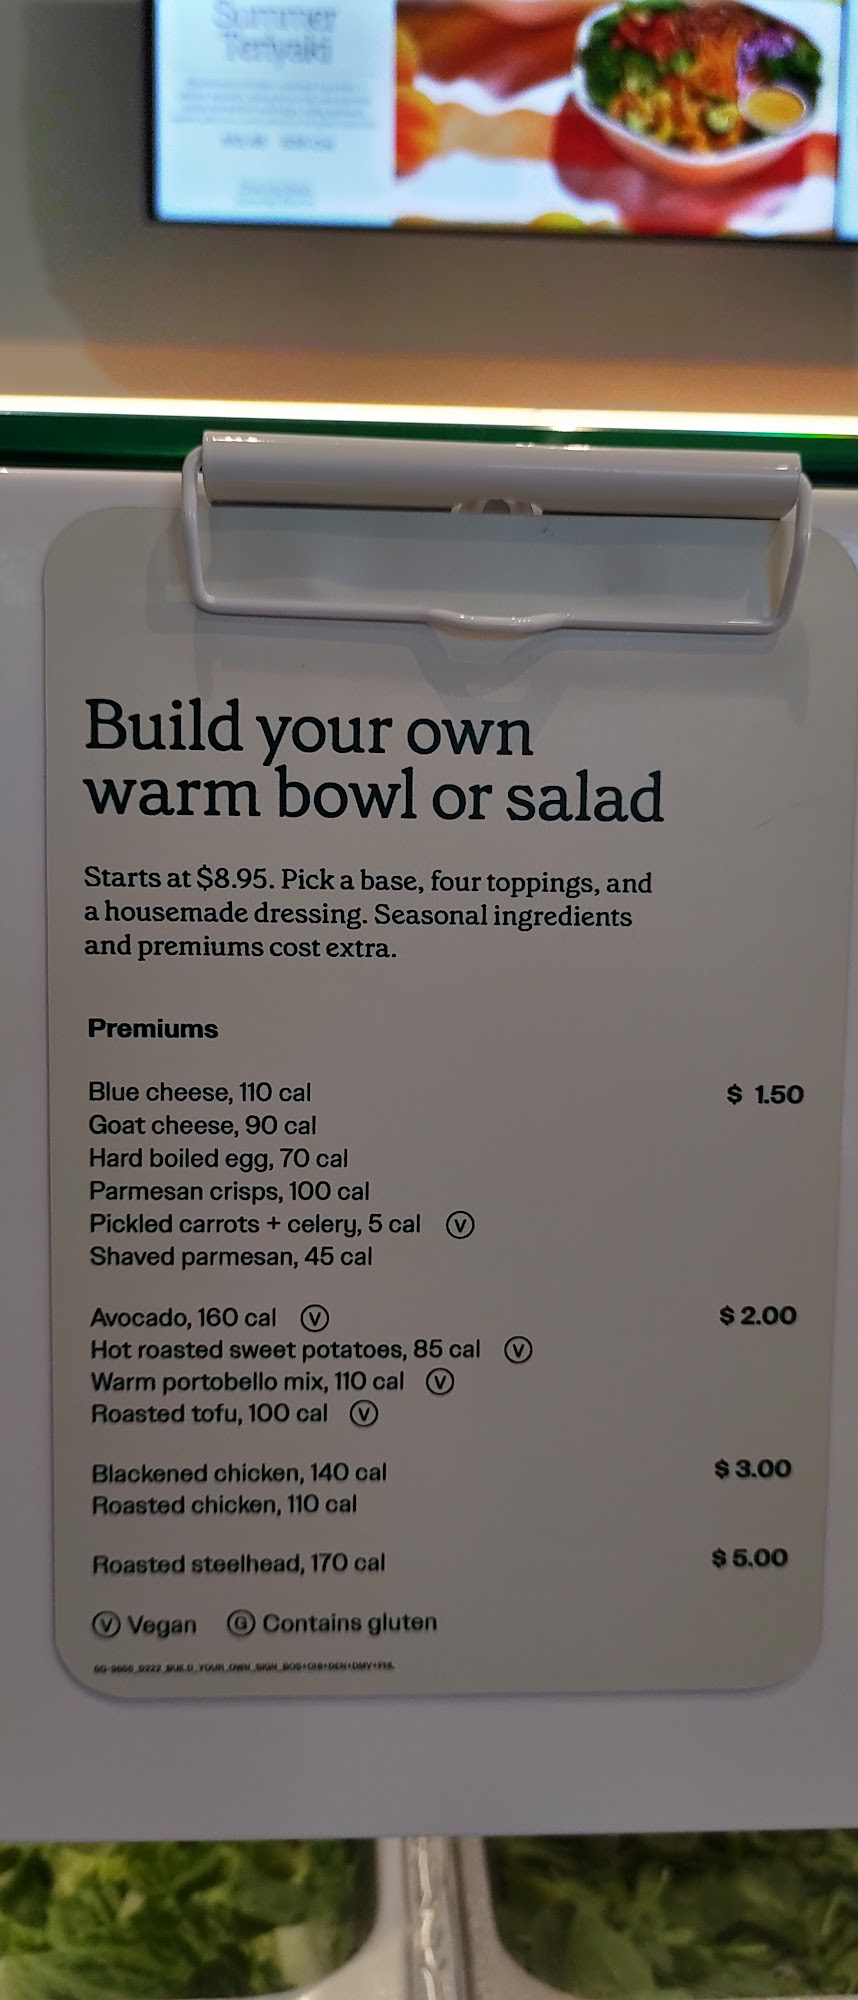 Summer
Teriyaki
Build your own
warm bowl or salad
Starts at $8.95. Pick a base, four toppings, and
a housemade dressing. Seasonal ingredients
and premiums cost extra.
Premiums
Blue cheese, 110 cal $ 1.50
Goat cheese, 90 cal
Hard boiled egg, 70 cal
Parmesan crisps, 100 cal
Pickled carrots + celery, 5 cal Ⓥ
Shaved parmesan, 45 cal
Avocado, 160 cal Ⓥ $ 2.00
Hot roasted sweet potatoes, 85 cal Ⓥ
Warm portobello mix, 110 cal Ⓥ
Roasted tofu, 100 cal Ⓥ
Blackened chicken, 140 cal $ 3.00
Roasted chicken, 110 cal
Roasted steelhead, 170 cal $ 5.00
Ⓥ Vegan Ⓖ Contains gluten